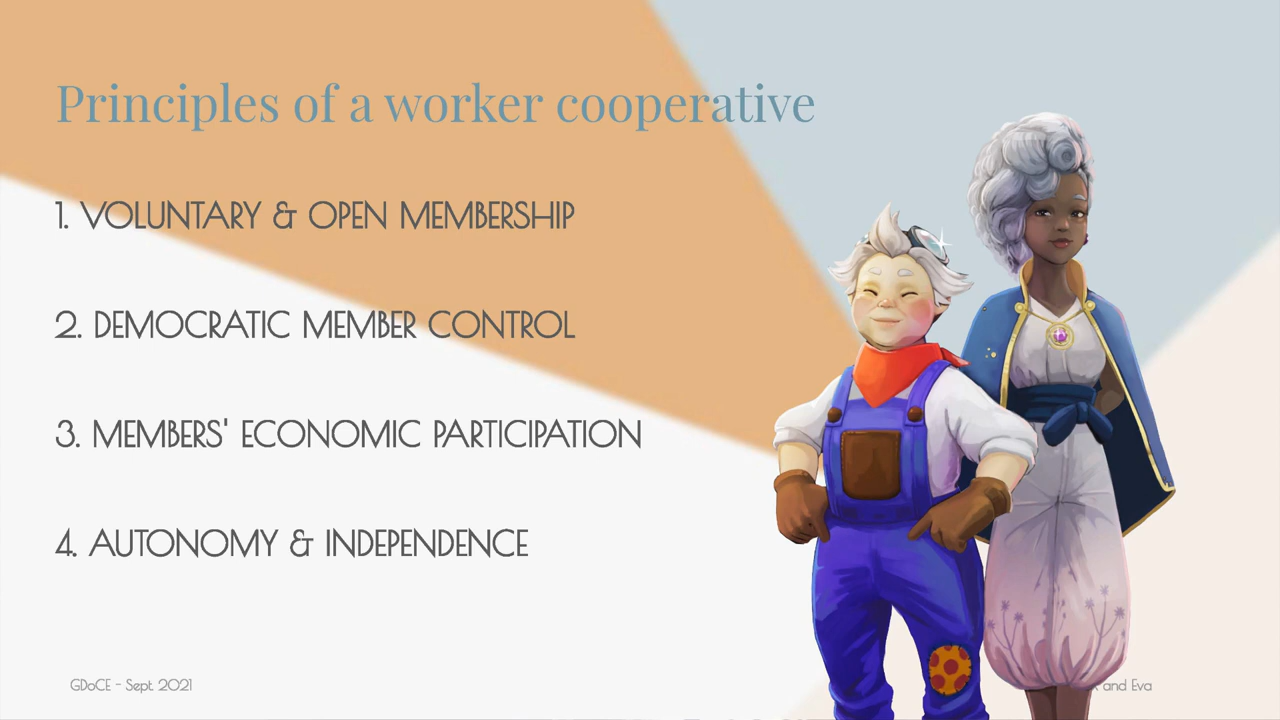 Principles of a worker cooperative
1. VOLUNTARY & OPEN MEMBERSHIP
2. DEMOCRATIC MEMBER CONTROL
3. MEMBERS' ECONOMIC PARTICIPATION
4. AUTONOMY & INDEPENDENCE
GDoCE - Sept. 2021
and Eva